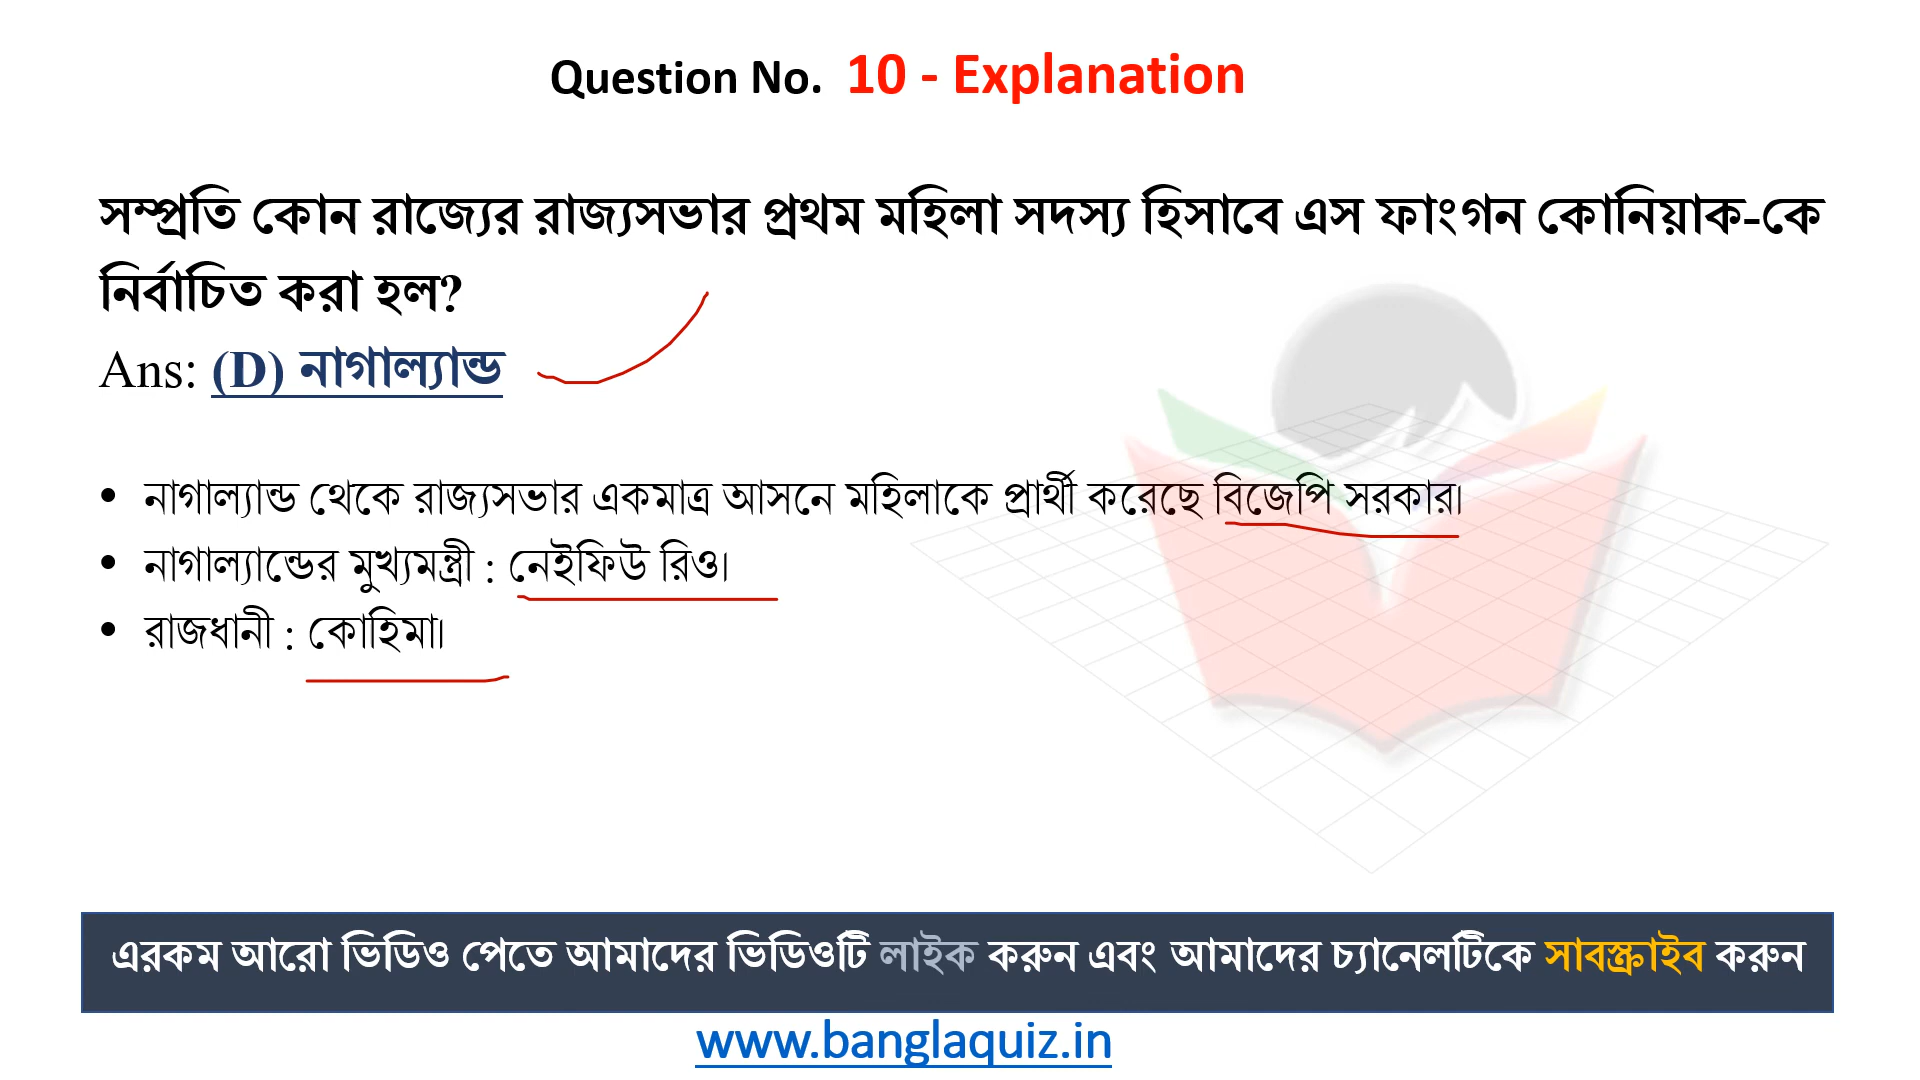 Question No. 10 - Explanation
সম্প্রতি কোন রাজ্যের রাজ্যসভার প্রথম মহিলা সদস্য হিসাবে এস ফাংগন কোনিয়াক-কে
নির্বাচিত করা হল?
Ans: (D) নাগাল্যান্ড
• নাগাল্যান্ড থেকে রাজ্যসভার একমাত্র আসনে মহিলাকে প্রার্থী করেছে বিজেপি সরকার।
• নাগাল্যান্ডের মুখ্যমন্ত্রী : নেইফিউ রিও।
• রাজধানী : কোহিমা।
এরকম আরো ভিডিও পেতে আমাদের ভিডিওটি লাইক করুন এবং আমাদের চ্যানেলটিকে সাবস্ক্রাইব করুন
www.banglaquiz.in